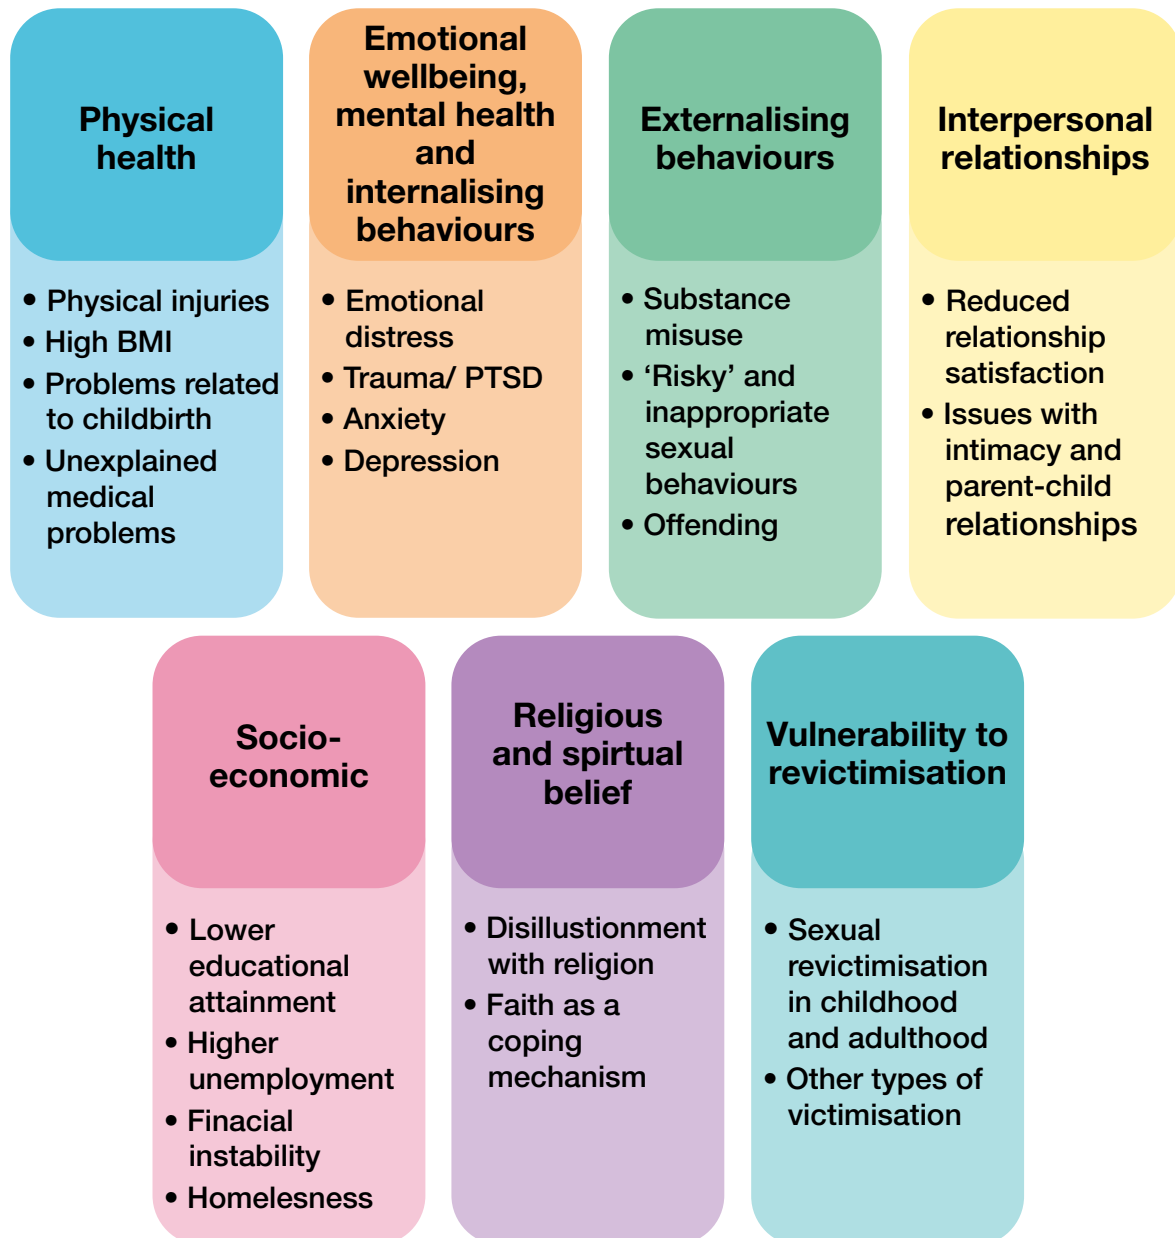 Physical
health
• Physical injuries
• High BMI
• Problems related
to childbirth
• Unexplained
medical
problems
Emotional
wellbeing,
mental health
and
internalising
behaviours
• Emotional
distress
• Trauma/ PTSD
• Anxiety
• Depression
Externalising
behaviours
• Substance
misuse
• ‘Risky’ and
inappropriate
sexual
behaviours
• Offending
Interpersonal
relationships
• Reduced
relationship
satisfaction
• Issues with
intimacy and
parent-child
relationships
Socio-
economic
• Lower
educational
attainment
• Higher
unemployment
• Finacial
instability
• Homelesness
Religious
and spirtual
belief
• Disillustionment
with religion
• Faith as a
coping
mechanism
Vulnerability to
revictimisation
• Sexual
revictimisation
in childhood
and adulthood
• Other types of
victimisation